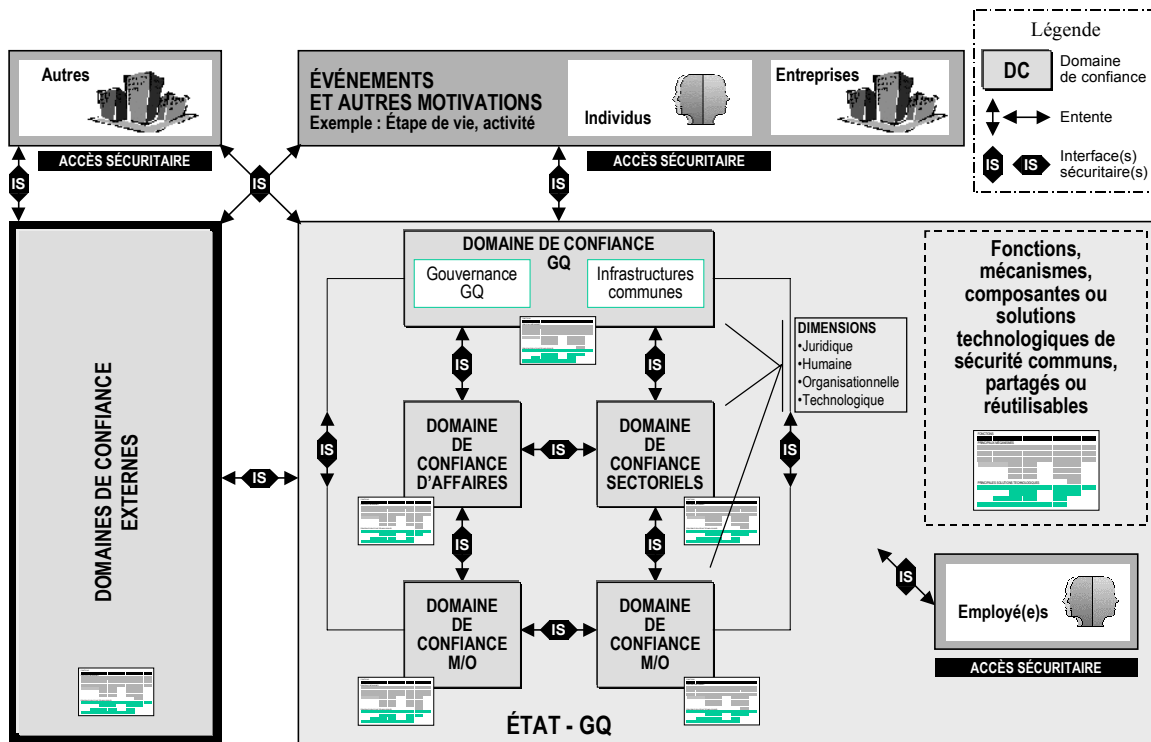 Légende
DC
Domaine
de confiance
Entente
IS
IS
Interface(s)
sécuritaire(s)
Autres
ÉVÉNEMENTS
ET AUTRES MOTIVATIONS
Exemple : Étape de vie, activité
Individus
Entreprises
ACCÈS SÉCURITAIRE
ACCÈS SÉCURITAIRE
IS
IS
IS
DOMAINES DE CONFIANCE
EXTERNES
IS
DOMAINE DE CONFIANCE
GQ
Gouvernance
GQ
Infrastructures
communes
IS
IS
IS
IS
DIMENSIONS
•Juridique
•Humaine
•Organisationnelle
•Technologique
DOMAINE
DE
CONFIANCE
D'AFFAIRES
IS
DOMAINE
DE
CONFIANCE
SECTORIELS
IS
IS
DOMAINE
DE
CONFIANCE
M/O
IS
DOMAINE
DE
CONFIANCE
M/O
ÉTAT - GQ
Fonctions,
mécanismes,
composantes ou
solutions
technologiques de
sécurité communs,
partagés ou
réutilisables
IS
Employé(e)s
ACCÈS SÉCURITAIRE